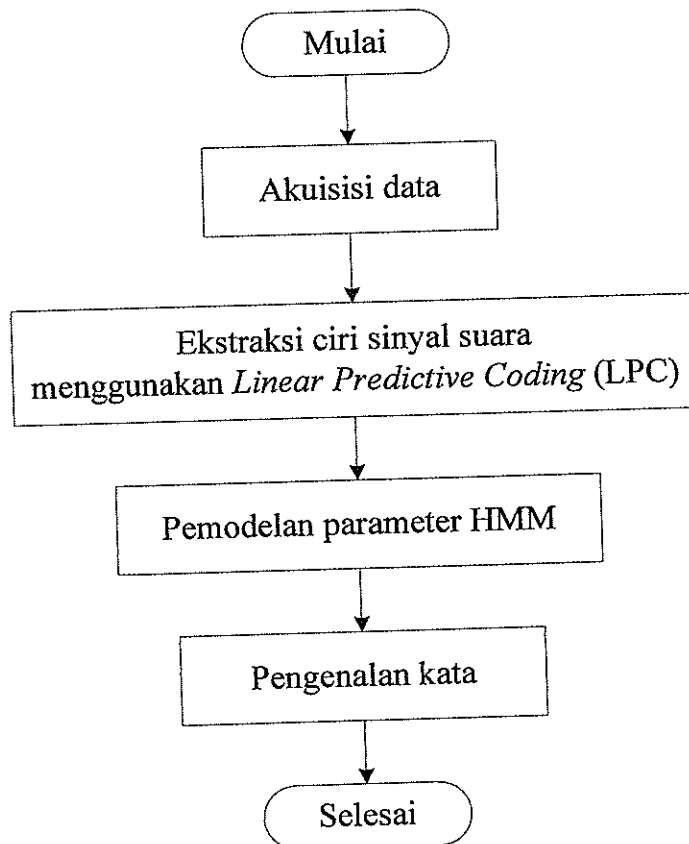 Mulai
Akuisisi data
Ekstraksi ciri sinyal suara
menggunakan Linear Predictive Coding (LPC)
Pemodelan parameter HMM
Pengenalan kata
Selesai